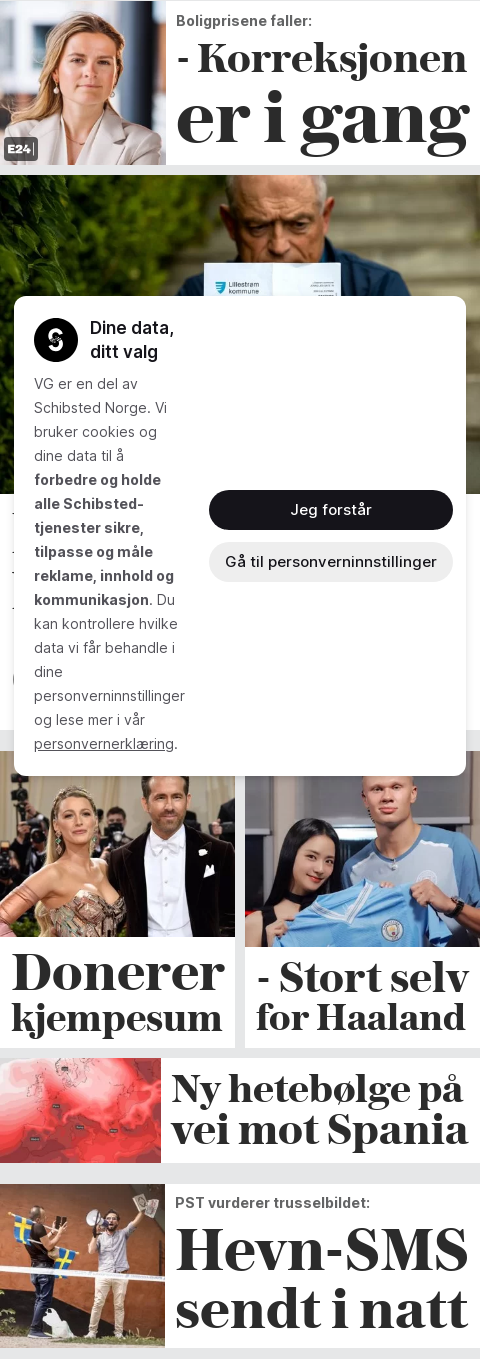 Boligprisene faller:
- Korreksjonen
er i gang
E24
Lillestrøm
kommune
Dine data,
ditt valg
VG er en del av
Schibsted Norge. Vi
bruker cookies og
dine data til å
forbedre og holde
alle Schibsted-
tjenester sikre,
tilpasse og måle
reklame, innhold og
kommunikasjon. Du
kan kontrollere hvilke
data vi får behandle i
dine
personverninnstillinger
og lese mer i vår
personvernerklæring.
Jeg forstår
Gå til personverninnstillinger
Donerer
kjempesum
- Stort selv
for Haaland
Ny hetebølge på
vei mot Spania
PST vurderer trusselbildet:
Hevn-SMS
sendt i natt